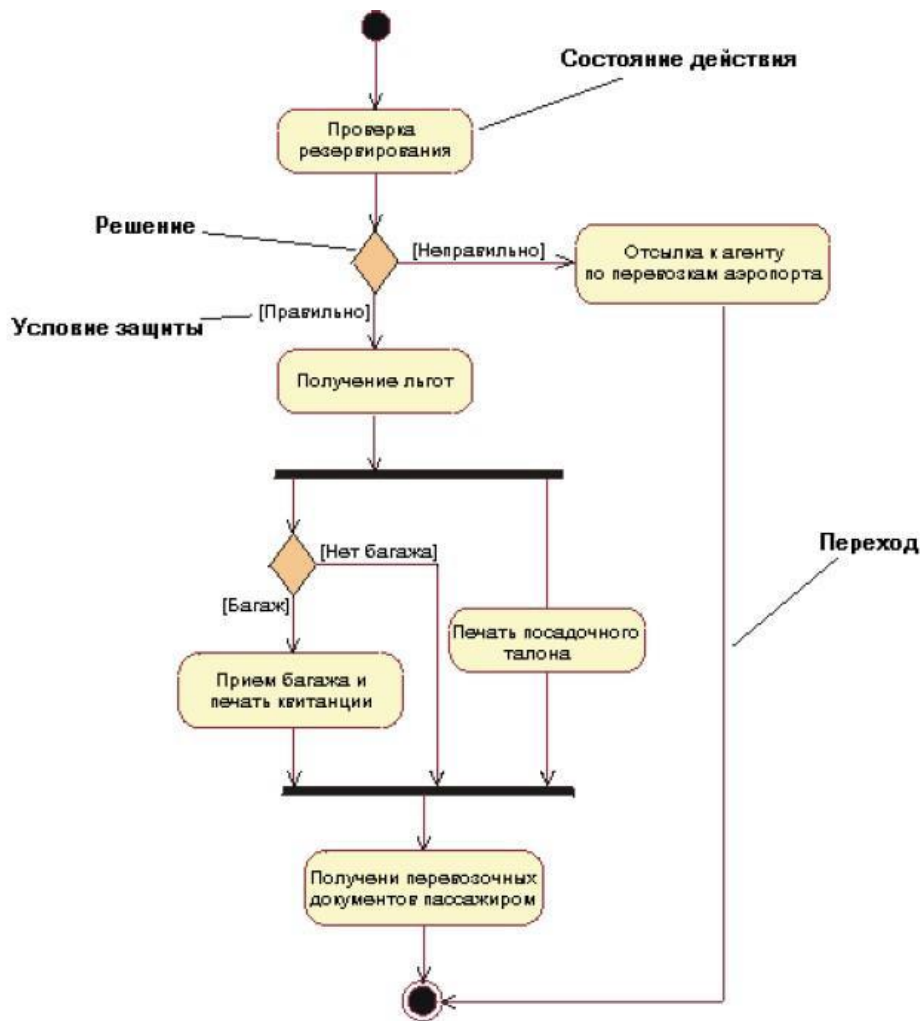 Состояние действия
Проверка
резервирования
Решение
[Неправильно]
Отсылка к агенту
по перевозкам аэропорта
[Правильно]
Условие защиты
Получение льгот
[Нет багажа]
Переход
[Багаж]
Печать посадочного
талона
Прием багажа и
печать квитанции
Получени перевозочных
документов пассажиром